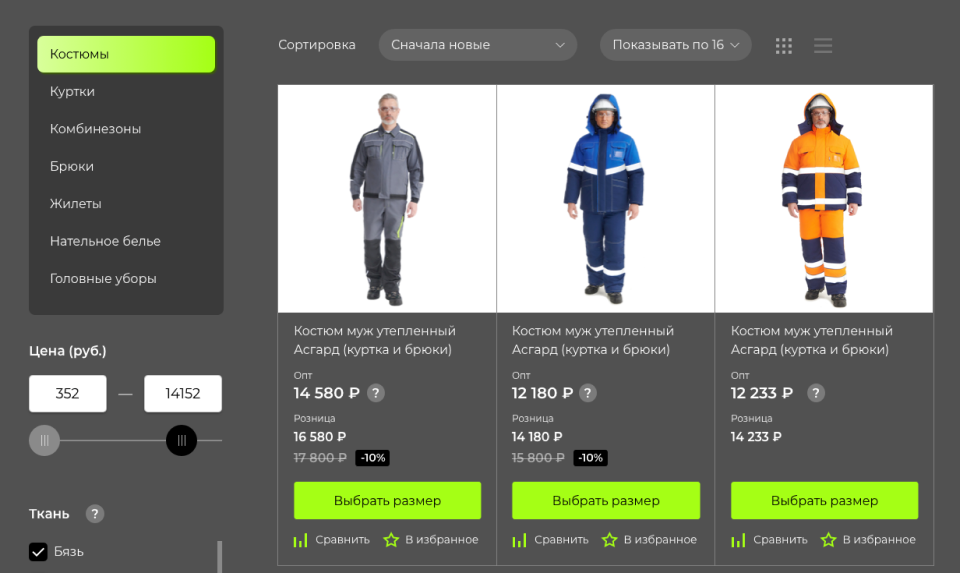 Костюмы
Куртки
Комбинезоны
Брюки
Жилеты
Нательное белье
Головные уборы
Цена (руб.)
352 — 14152
Ткань ?
Бязь
Сортировка
Сначала новые
Показывать по 16
Костюм муж утепленный
Асгард (куртка и брюки)
Опт
14 580 ₽ ?
Розница
16 580 ₽
17 800 ₽ -10%
Выбрать размер
Сравнить
В избранное
Костюм муж утепленный
Асгард (куртка и брюки)
Опт
12 180 ₽ ?
Розница
14 180 ₽
15 800 ₽ -10%
Выбрать размер
Сравнить
В избранное
Костюм муж утепленный
Асгард (куртка и брюки)
Опт
12 233 ₽ ?
Розница
14 233 ₽
Выбрать размер
Сравнить
В избранное